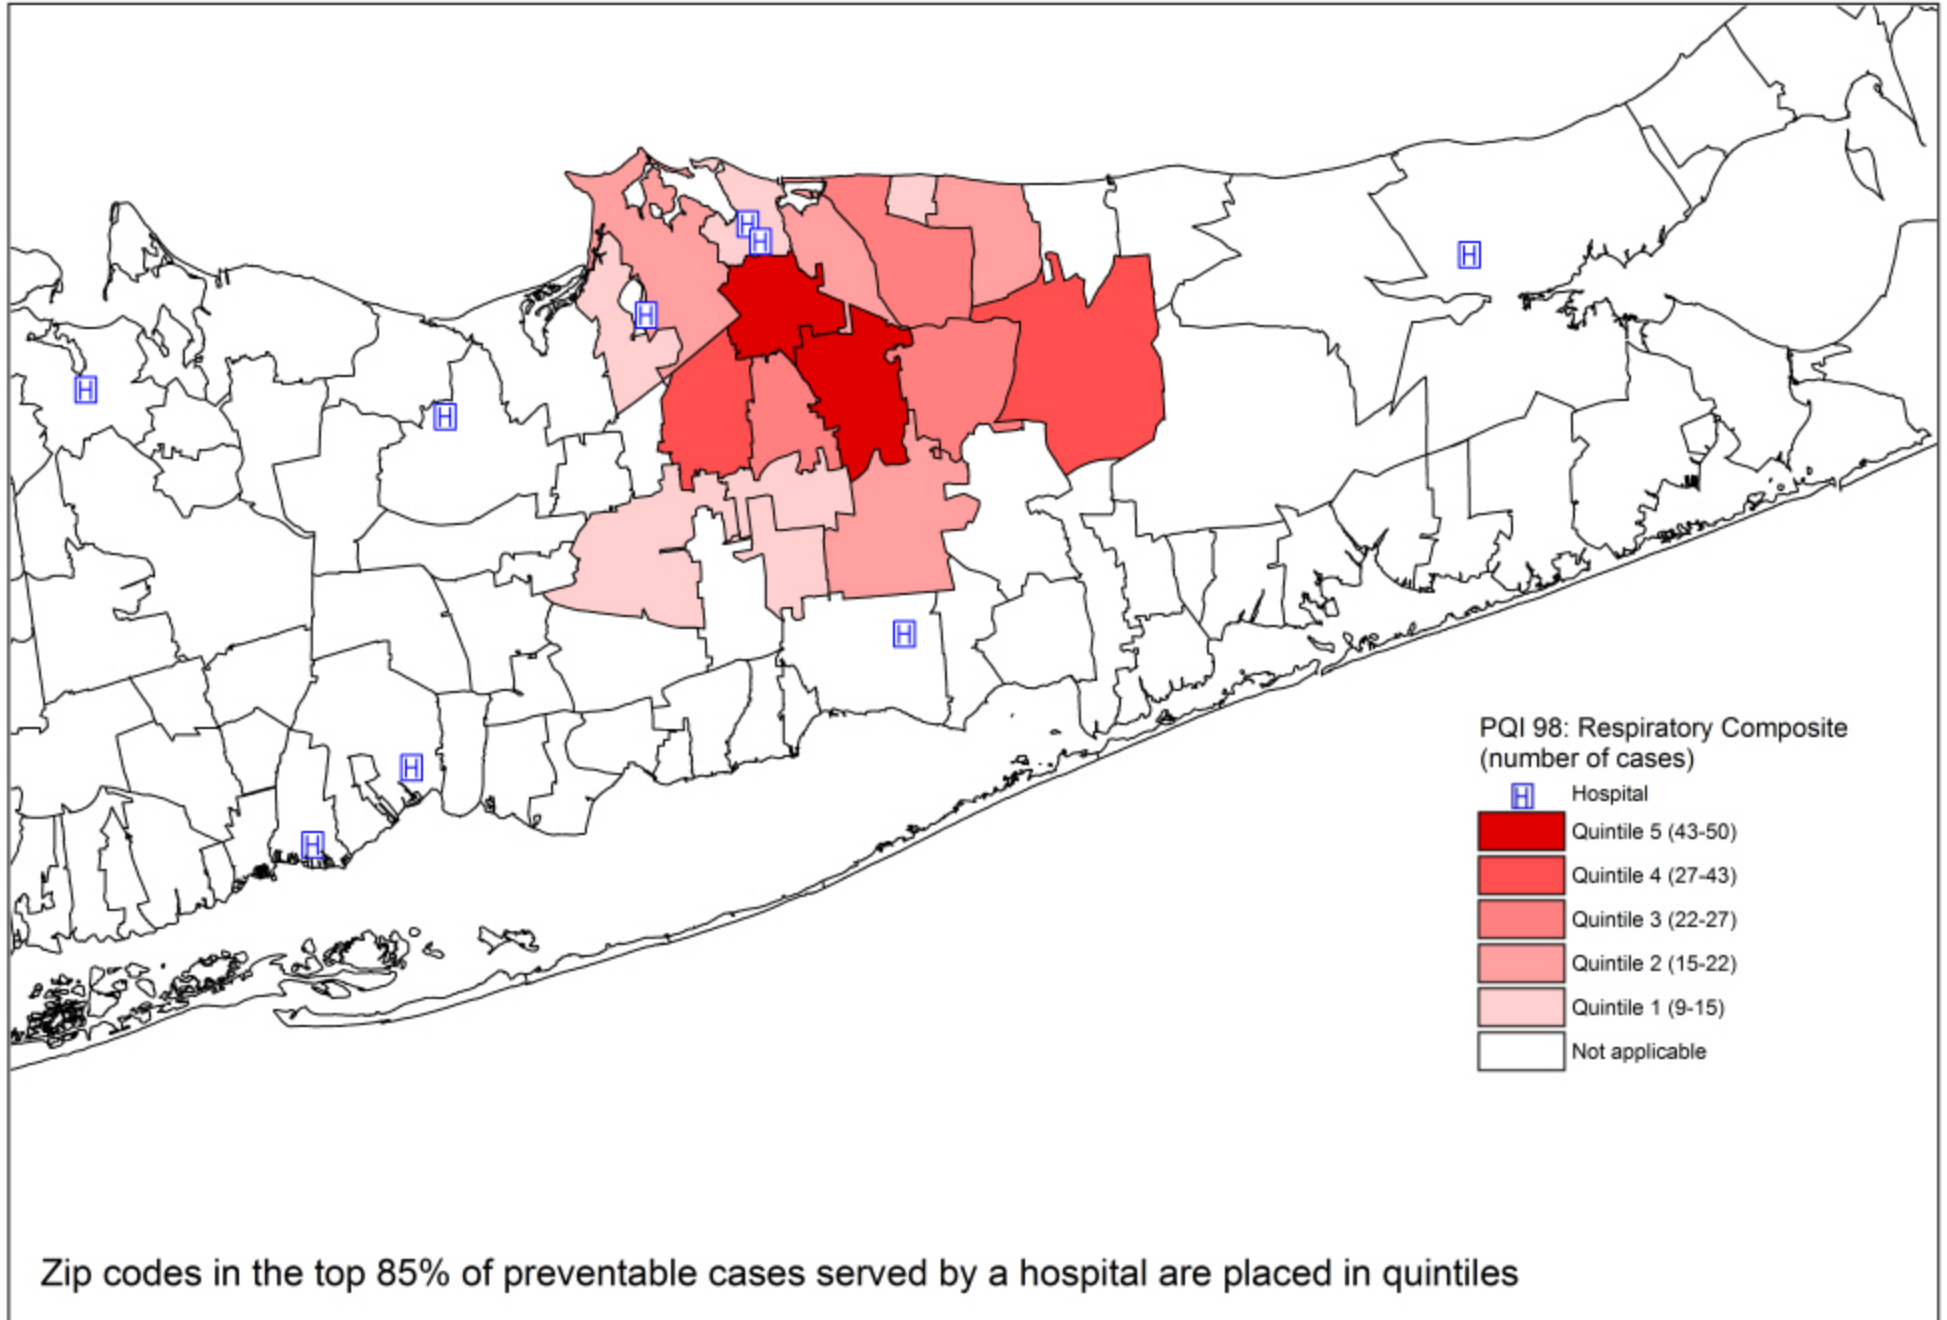 H
H
H
H
H
H
H
H
H
PQI 98: Respiratory Composite
(number of cases)
H Hospital
Quintile 5 (43-50)
Quintile 4 (27-43)
Quintile 3 (22-27)
Quintile 2 (15-22)
Quintile 1 (9-15)
Not applicable
Zip codes in the top 85% of preventable cases served by a hospital are placed in quintiles